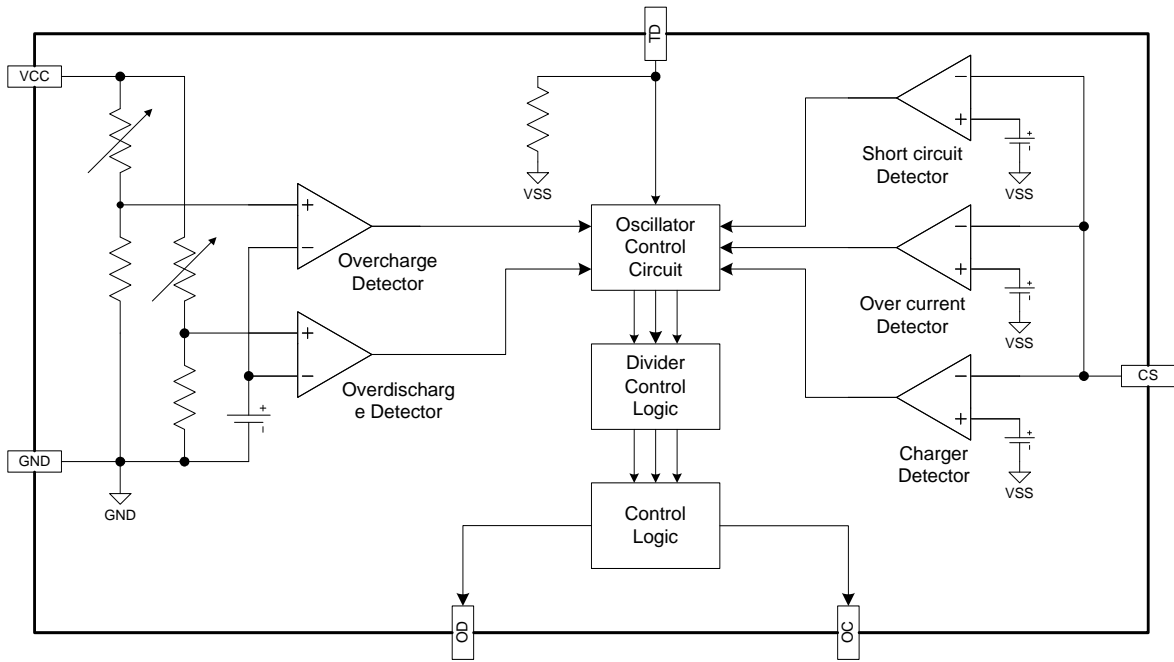 TD
VCC
VSS
+
−
Overcharge
Detector
+
−
Overdischarg
e Detector
+
-
GND
GND
Oscillator
Control
Circuit
Divider
Control
Logic
Control
Logic
−
+
Short circuit
Detector
+
-
VSS
−
+
Over current
Detector
+
-
VSS
−
+
Charger
Detector
+
-
VSS
CS
OD
OC